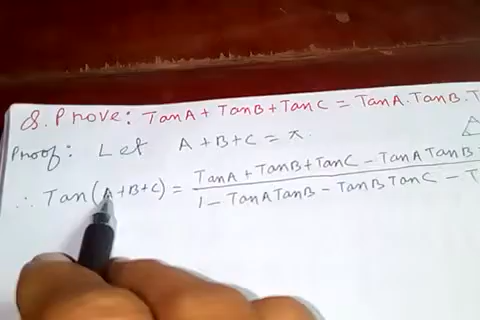 Q. Prove: TanA + TanB + TanC = TanA. TanB. T
Proof: Let A+B+C = π.
∴ Tan(A+B+C) = TanA + TanB + TanC - TanA TanB
1 - TanA TanB - TanB TanC - T